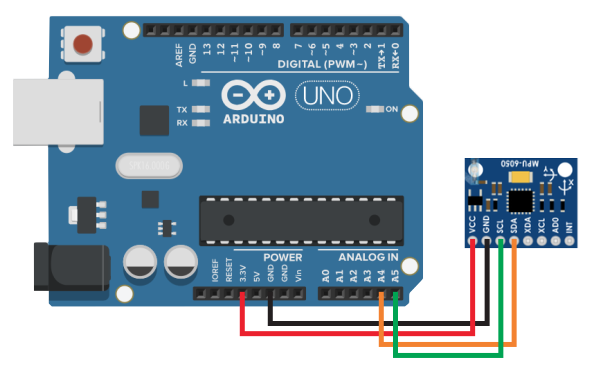 AREF
GND
13
12
~11
~10
~9
8
7
~6
~5
4
~3
2
TX→1
RX←0
DIGITAL (PWM~)
L
TX
RX
ARDUINO
UNO
ON
MPU-6050
X
VCC
GND
SCL
SDA
XDA
XCL
AD0
INT
POWER
ANALOG IN
IOREF
RESET
3.3V
5V
GND
GND
Vin
A0
A1
A2
A3
A4
A5